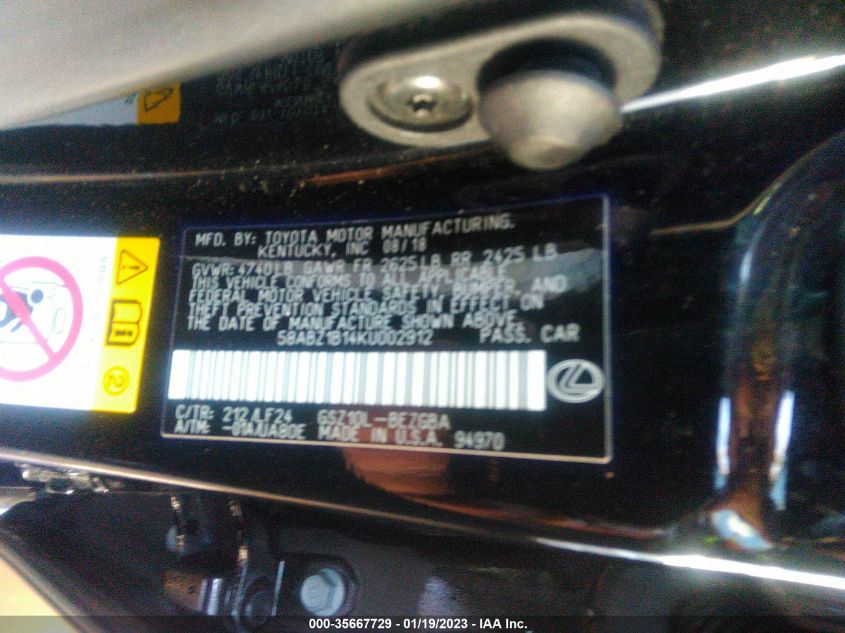 MFD. BY: TOYOTA MOTOR MANUFACTURING,
KENTUCKY, INC 08/18
GVWR: 4740LB GAWR FR 2625LB RR 2425 LB
THIS VEHICLE CONFORMS TO ALL APPLICABLE
FEDERAL MOTOR VEHICLE SAFETY, BUMPER, AND
THEFT PREVENTION STANDARDS IN EFFECT ON
THE DATE OF MANUFACTURE SHOWN ABOVE.
58ABZ1B14KU002912 PASS. CAR
C/TR: 212/LF24 GSZ10L-BEZGBA
A/TM: -01A/UA80E MADE IN U.S.A. 94970
SRS
2
000-35667729 - 01/19/2023 - IAA Inc.